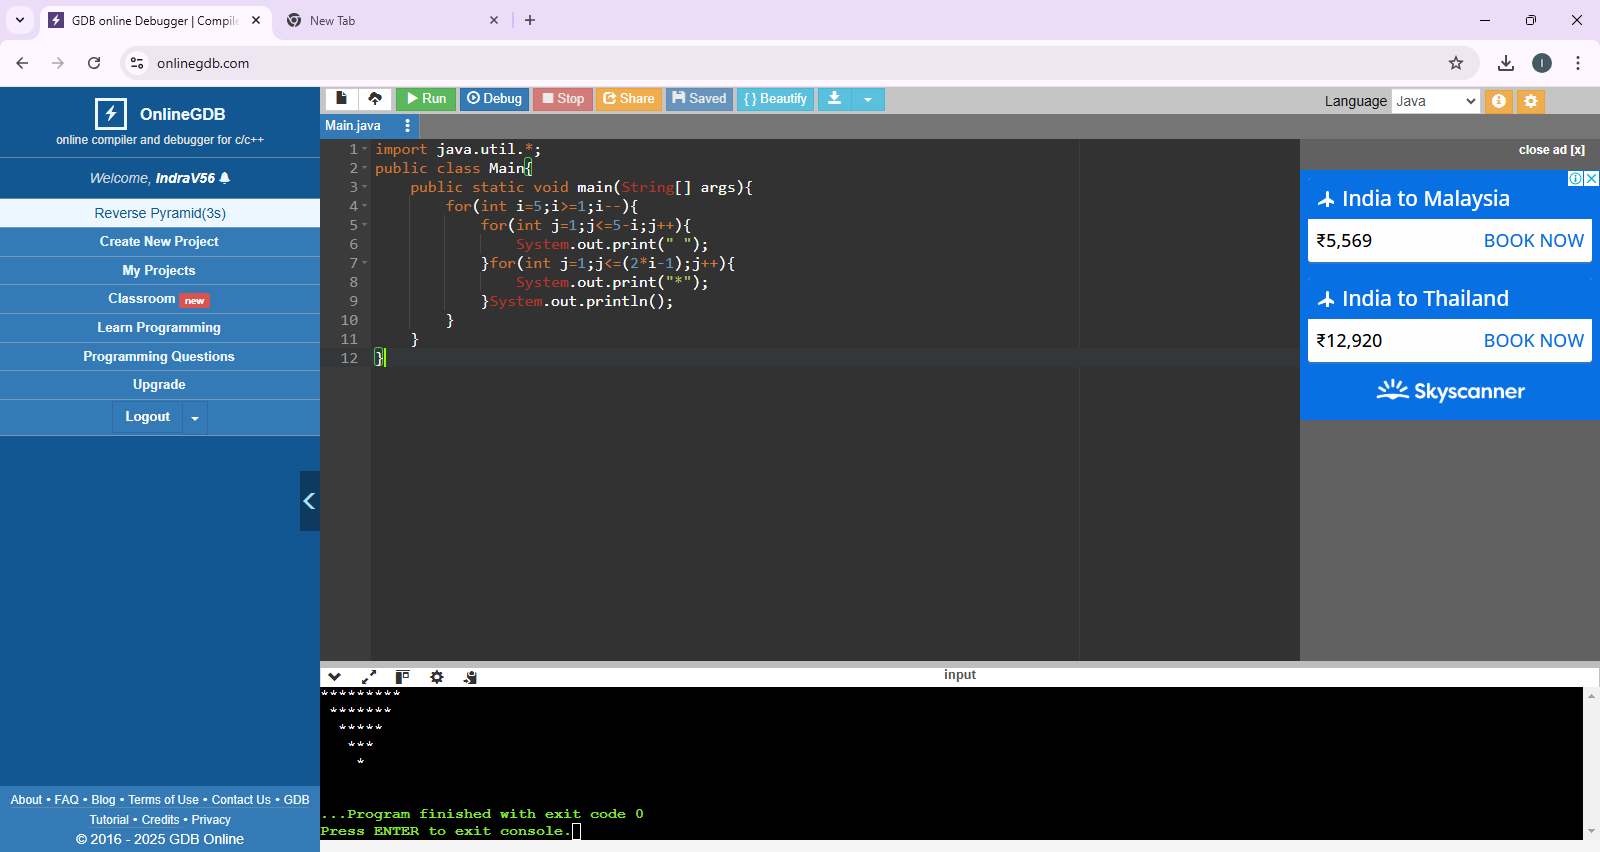 GDB online Debugger | Compile
New Tab
onlinegdb.com
I
OnlineGDB
online compiler and debugger for c/c++
Welcome, IndraV56
Reverse Pyramid(3s)
Create New Project
My Projects
Classroom new
Learn Programming
Programming Questions
Upgrade
Logout
About • FAQ • Blog • Terms of Use • Contact Us • GDB
Tutorial • Credits • Privacy
© 2016 - 2025 GDB Online
Run Debug Stop Share Saved { } Beautify
Language Java
Main.java
1 import java.util.*;
2 public class Main{
3 public static void main(String[] args){
4 for(int i=5;i>=1;i--){
5 for(int j=1;j<=5-i;j++){
6 System.out.print(" ");
7 }for(int j=1;j<=(2*i-1);j++){
8 System.out.print("*");
9 }System.out.println();
10 }
11 }
12 }
close ad [x]
India to Malaysia
₹5,569 BOOK NOW
India to Thailand
₹12,920 BOOK NOW
Skyscanner
input
*********
*******
*****
***
*
...Program finished with exit code 0
Press ENTER to exit console.